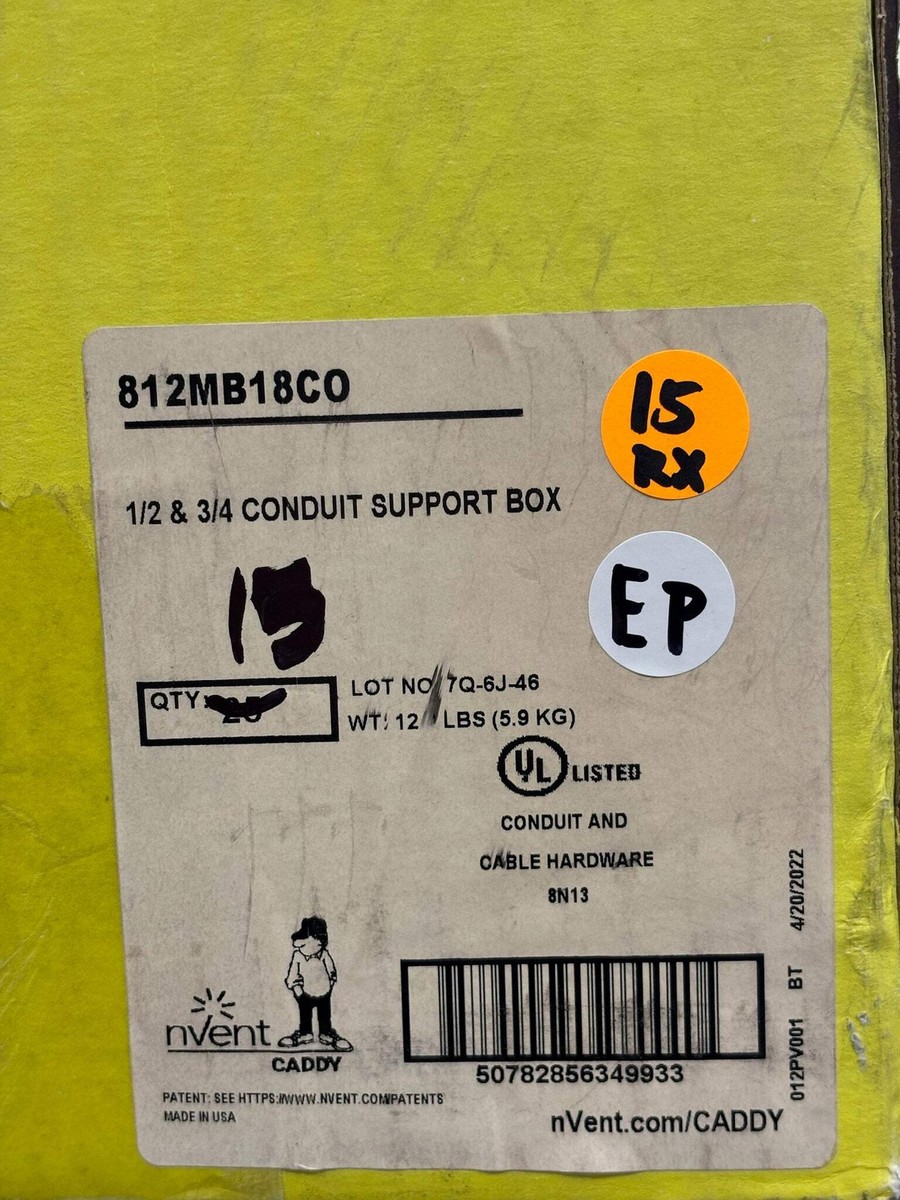 812MB18CO
15
RX
1/2 & 3/4 CONDUIT SUPPORT BOX
EP
15
QTY: 25
LOT NO 7Q-6J-46
WT: 12 LBS (5.9 KG)
UL LISTED
CONDUIT AND
CABLE HARDWARE
8N13
nVent
CADDY
50782856349933
012PV001 BT 4/20/2022
PATENT: SEE HTTPS://WWW.NVENT.COM/PATENTS
MADE IN USA
nVent.com/CADDY